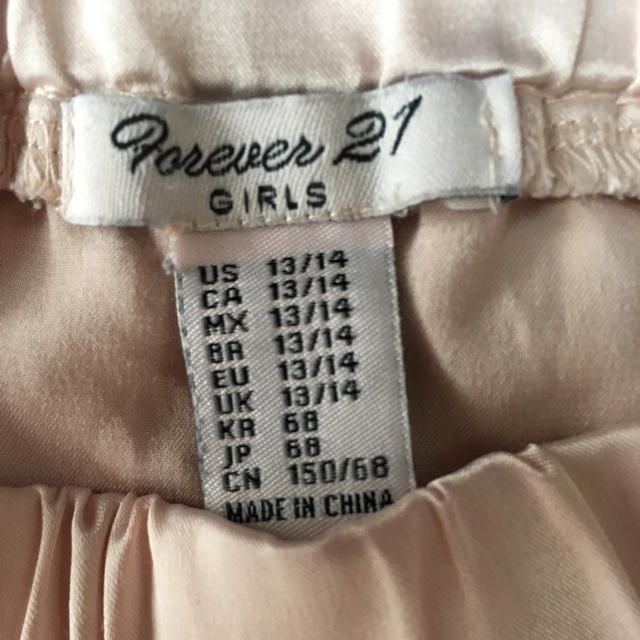 Forever 21
GIRLS
US 13/14
CA 13/14
MX 13/14
BR 13/14
EU 13/14
UK 13/14
KR 68
JP 68
CN 150/68
MADE IN CHINA